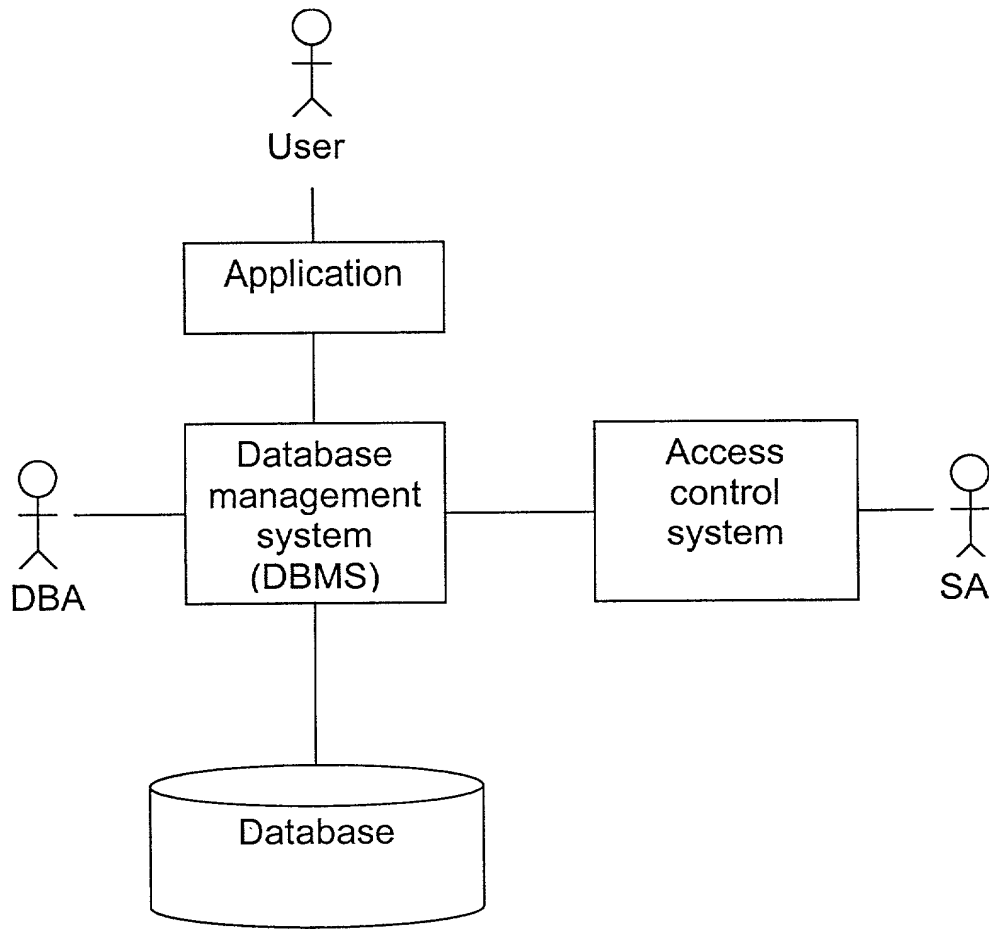 User
Application
Database
management
system
(DBMS)
Access
control
system
DBA
SA
Database